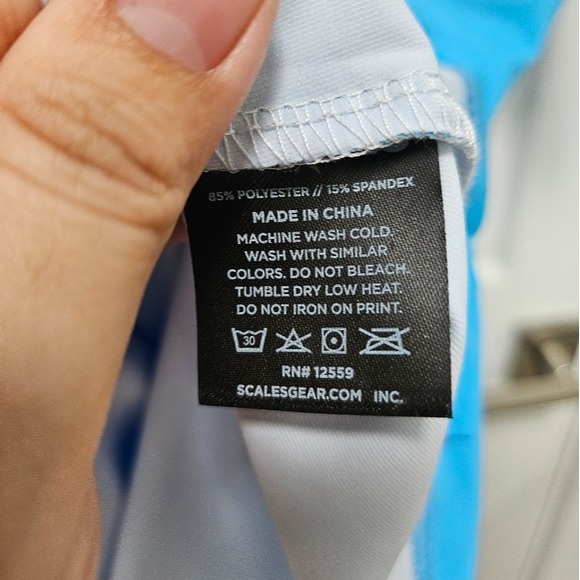 85% POLYESTER // 15% SPANDEX
MADE IN CHINA
MACHINE WASH COLD.
WASH WITH SIMILAR
COLORS. DO NOT BLEACH.
TUMBLE DRY LOW HEAT.
DO NOT IRON ON PRINT.
30
RN# 12559
SCALESGEAR.COM INC.